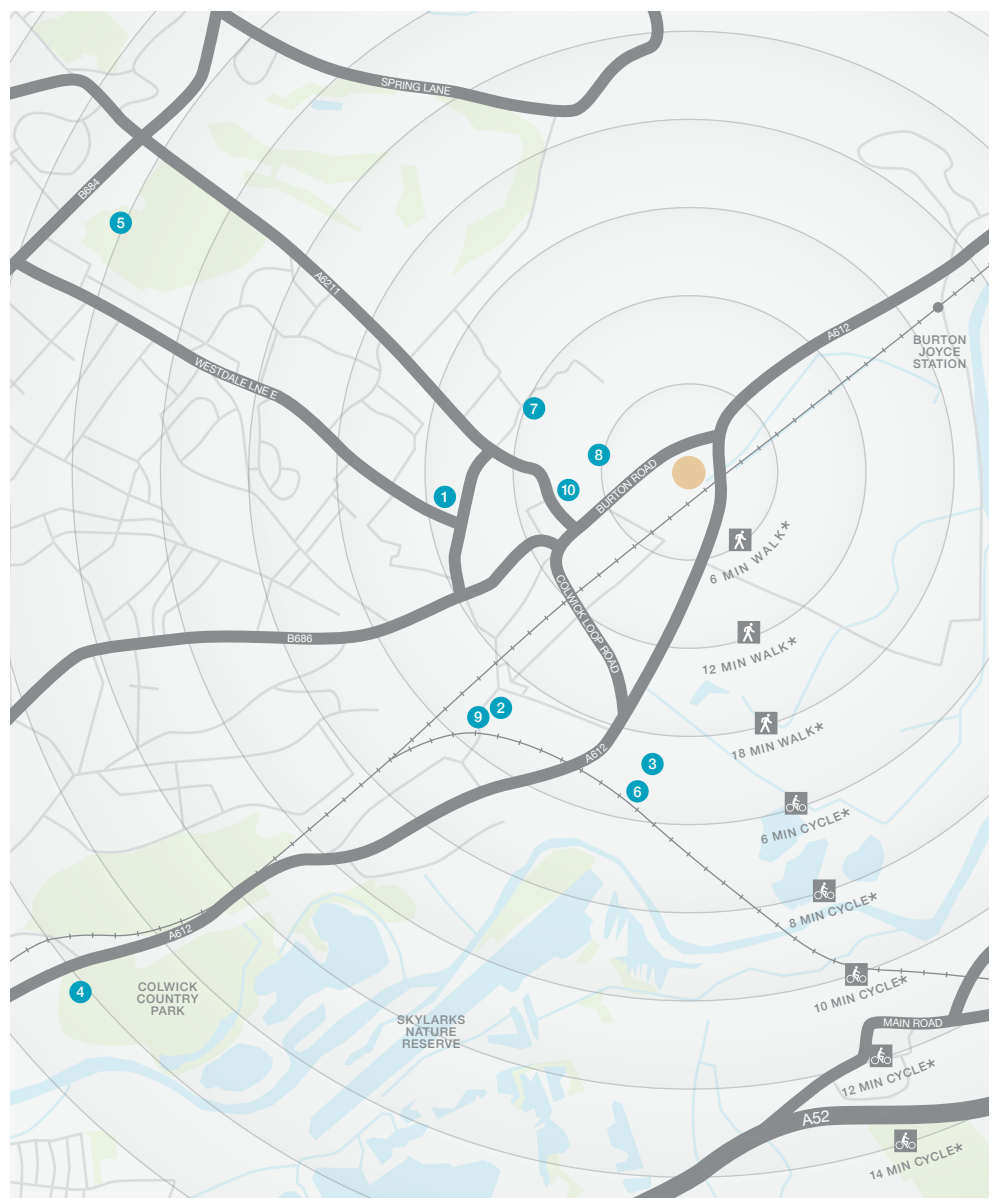 SPRING LANE
B684
5
A6211
A612
BURTON
JOYCE
STATION
WESTDALE LNE E
7
8
BURTON ROAD
10
1
6 MIN WALK*
COLWICK LOOP ROAD
B686
12 MIN WALK*
2
9
18 MIN WALK*
A612
3
6
6 MIN CYCLE*
8 MIN CYCLE*
A612
4
COLWICK
COUNTRY
PARK
10 MIN CYCLE*
SKYLARKS
NATURE
RESERVE
MAIN ROAD
12 MIN CYCLE*
A52
14 MIN CYCLE*